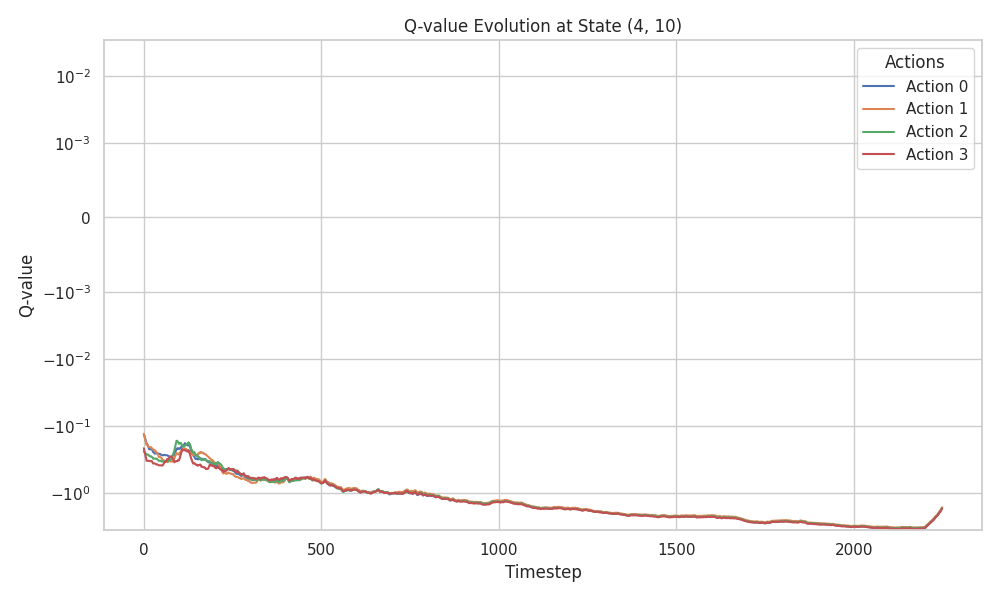 Q-value Evolution at State (4, 10)
Actions
Action 0
Action 1
Action 2
Action 3
Q-value
10⁻²
10⁻³
0
−10⁻³
−10⁻²
−10⁻¹
−10⁰
0 500 1000 1500 2000
Timestep